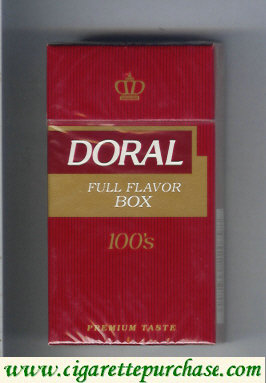 DORAL
FULL FLAVOR
BOX
100's
PREMIUM TASTE
www.cigarettepurchase.com